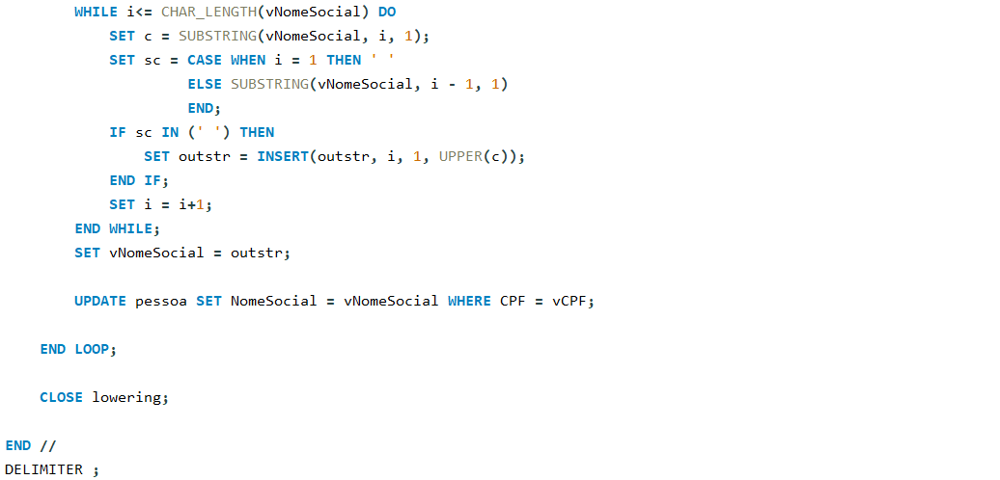 WHILE i<= CHAR_LENGTH(vNomeSocial) DO
SET c = SUBSTRING(vNomeSocial, i, 1);
SET sc = CASE WHEN i = 1 THEN ' '
ELSE SUBSTRING(vNomeSocial, i - 1, 1)
END;
IF sc IN (' ') THEN
SET outstr = INSERT(outstr, i, 1, UPPER(c));
END IF;
SET i = i+1;
END WHILE;
SET vNomeSocial = outstr;
UPDATE pessoa SET NomeSocial = vNomeSocial WHERE CPF = vCPF;
END LOOP;
CLOSE lowering;
END //
DELIMITER ;